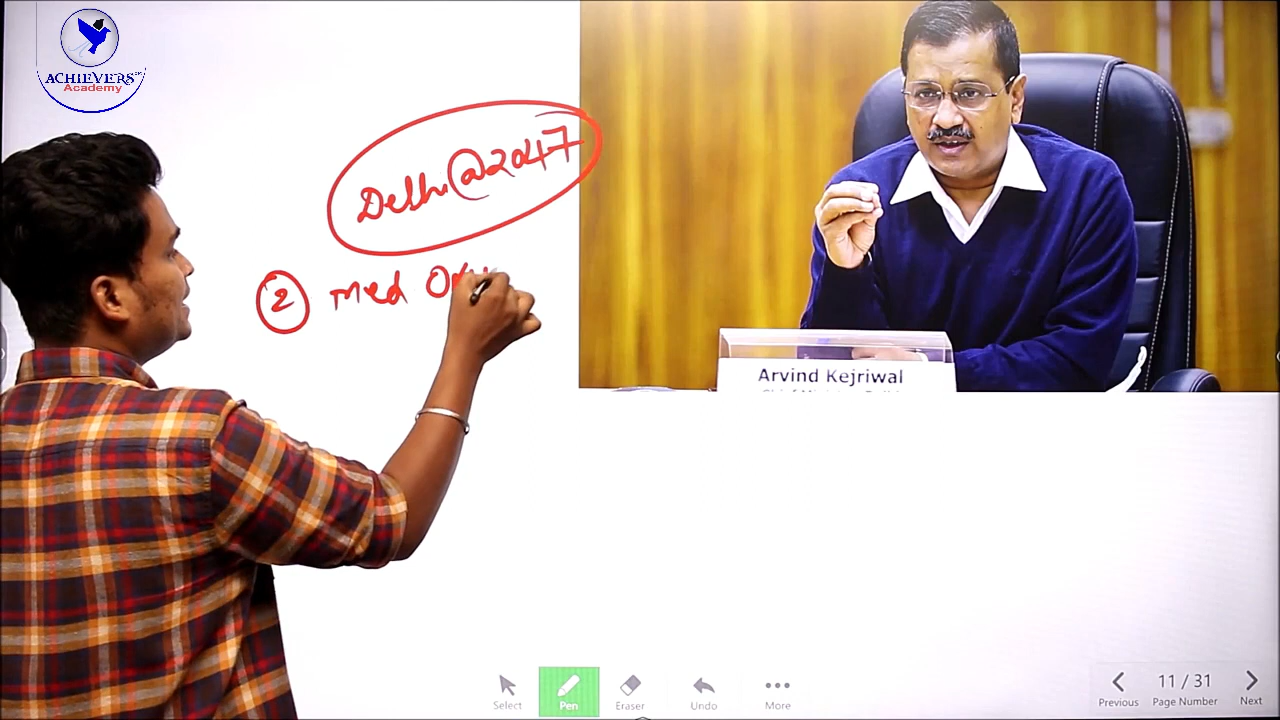 ACHIEVERS
Academy
Delhi@2047
2 Med
Arvind Kejriwal
Select
Pen
Eraser
Undo
More
Previous
11 / 31
Page Number
Next